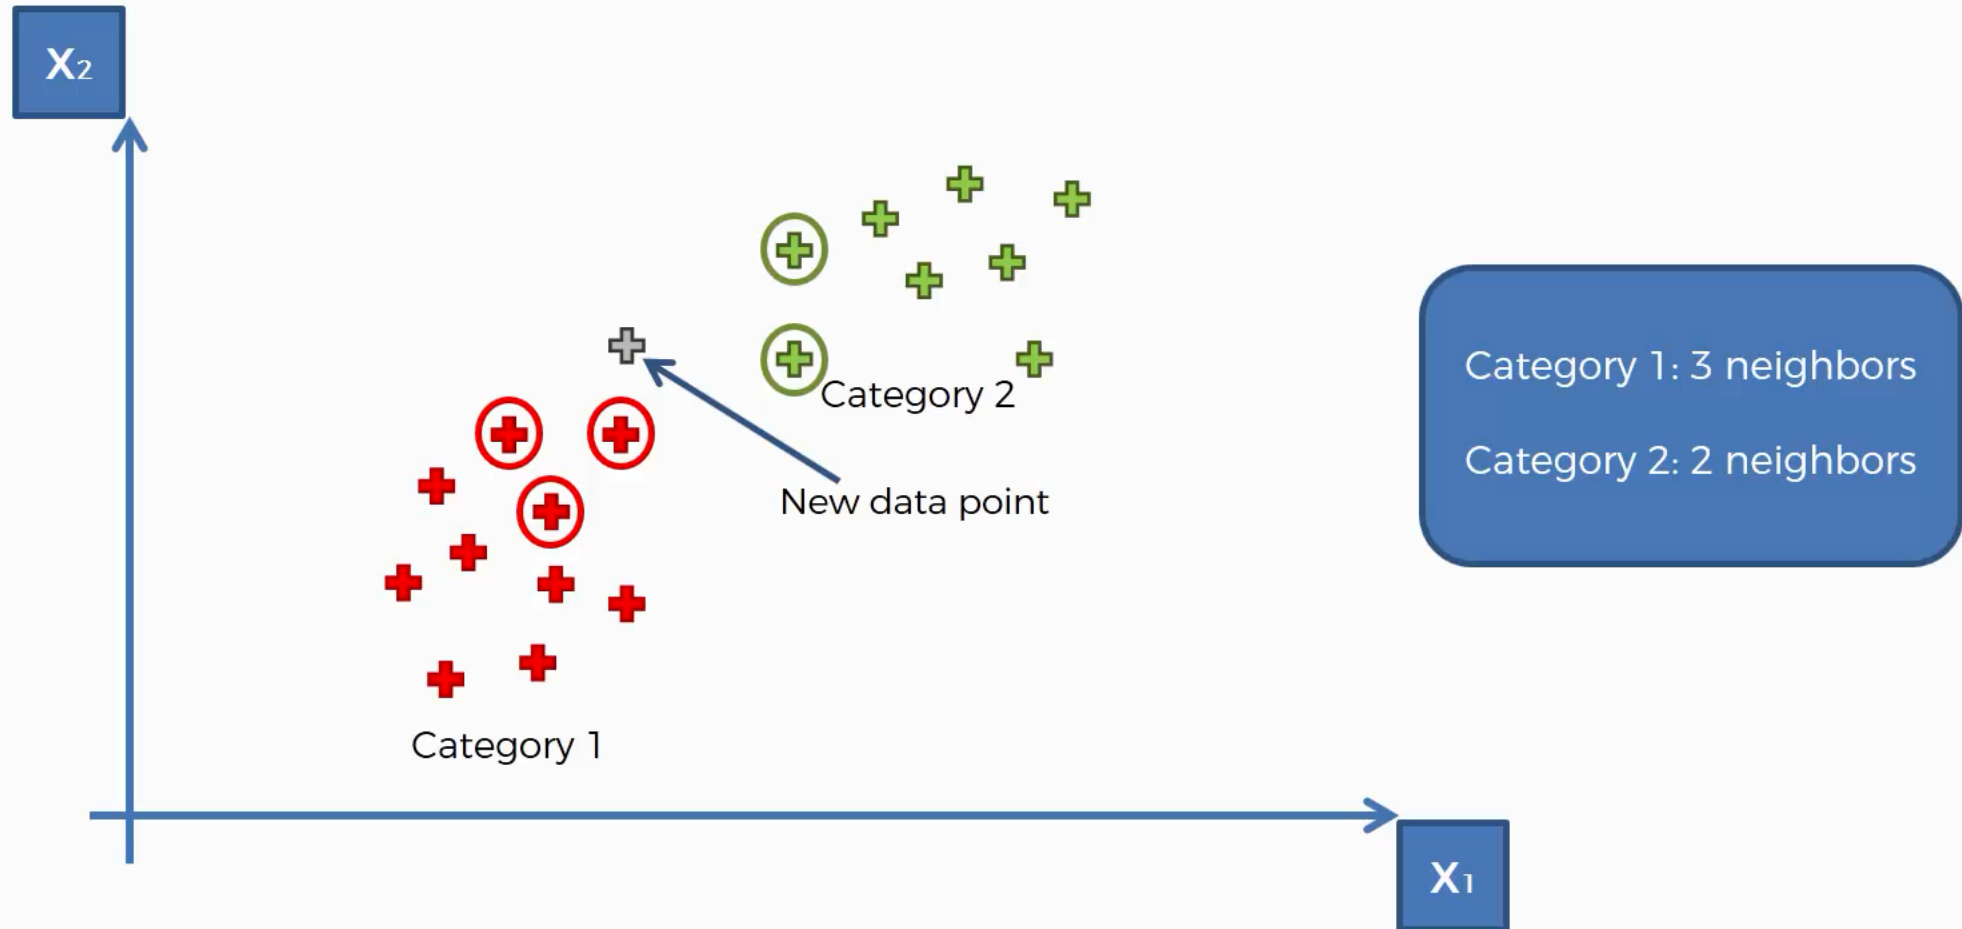 X2
Category 2
New data point
Category 1
X1
Category 1: 3 neighbors
Category 2: 2 neighbors